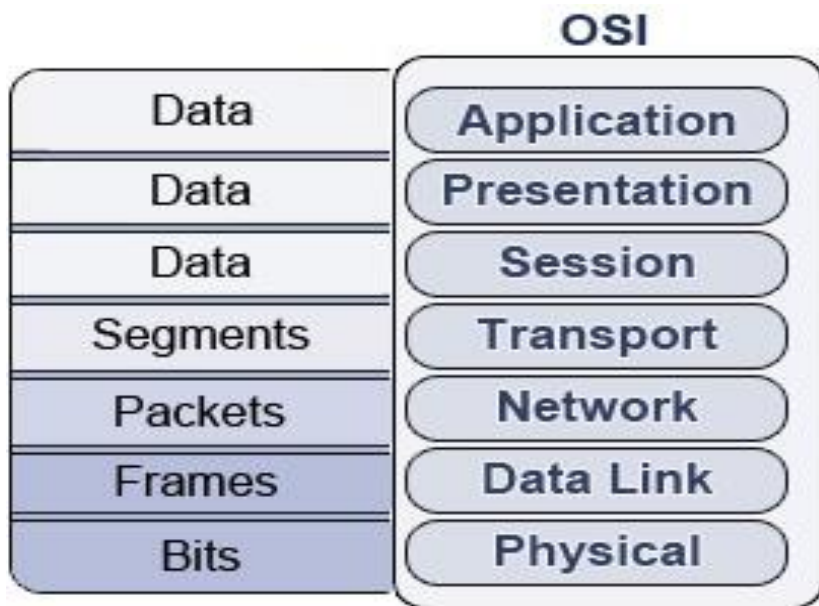 OSI
Data Application
Data Presentation
Data Session
Segments Transport
Packets Network
Frames Data Link
Bits Physical